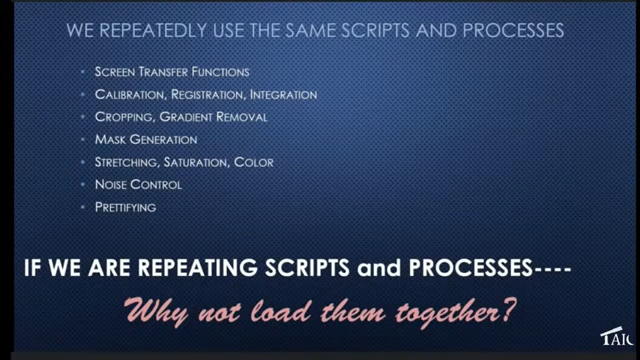 WE REPEATEDLY USE THE SAME SCRIPTS AND PROCESSES
• SCREEN TRANSFER FUNCTIONS
• CALIBRATION, REGISTRATION, INTEGRATION
• CROPPING, GRADIENT REMOVAL
• MASK GENERATION
• STRETCHING, SATURATION, COLOR
• NOISE CONTROL
• PRETTIFYING
IF WE ARE REPEATING SCRIPTS and PROCESSES----
Why not load them together?
TAIC